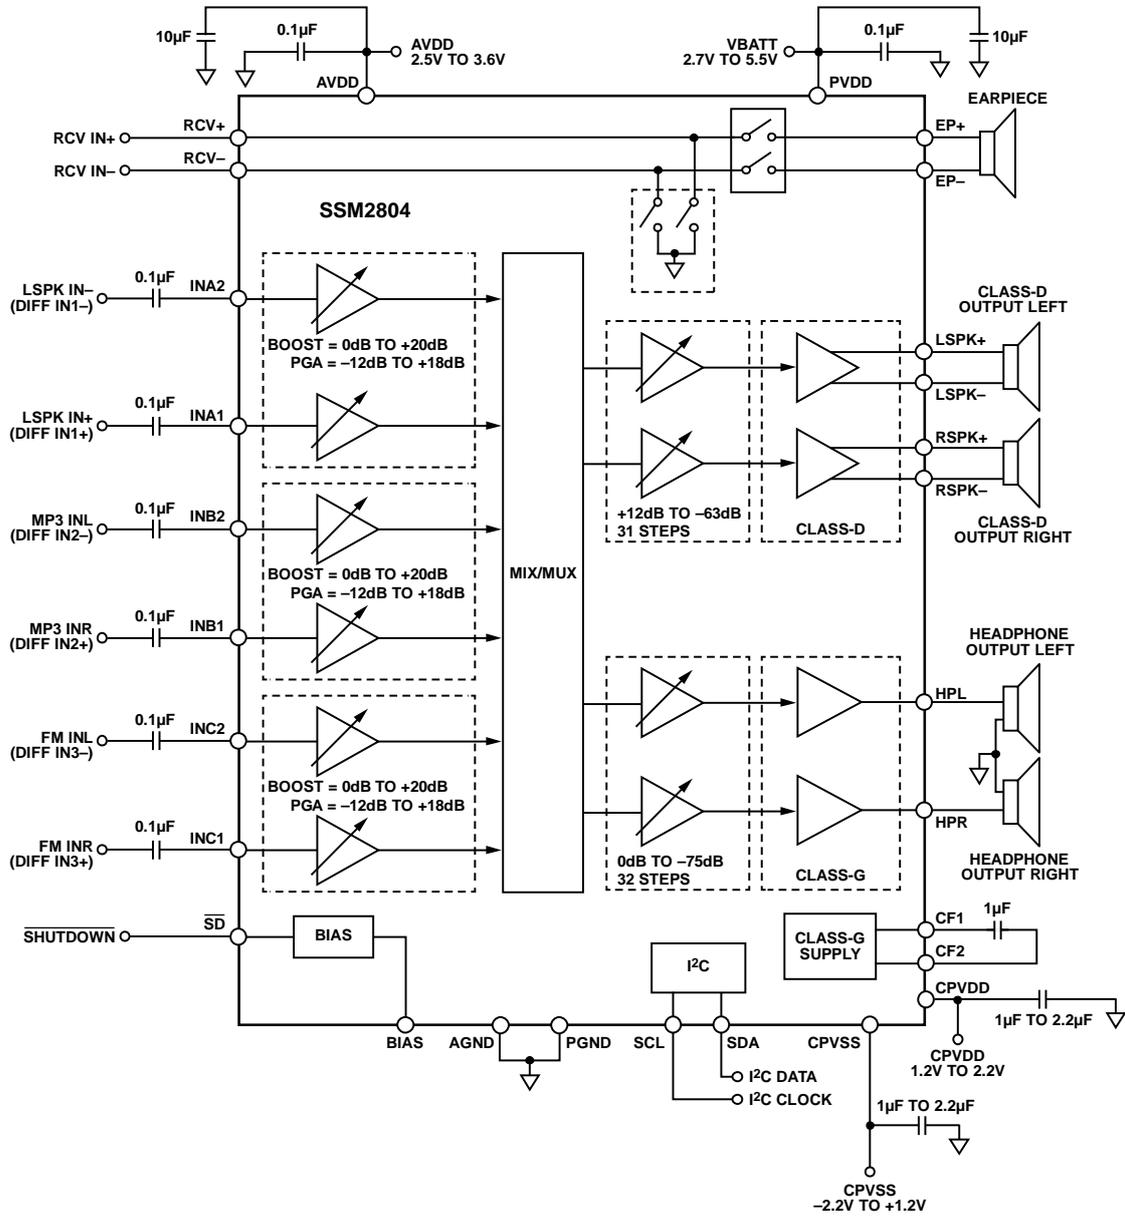 10µF
0.1µF
AVDD
2.5V TO 3.6V
VBATT
2.7V TO 5.5V
0.1µF
10µF
AVDD
PVDD
EARPIECE
RCV IN+
RCV+
EP+
RCV IN–
RCV–
EP–
SSM2804
LSPK IN–
(DIFF IN1–)
0.1µF
INA2
BOOST = 0dB TO +20dB
PGA = –12dB TO +18dB
LSPK IN+
(DIFF IN1+)
0.1µF
INA1
MP3 INL
(DIFF IN2–)
0.1µF
INB2
BOOST = 0dB TO +20dB
PGA = –12dB TO +18dB
MP3 INR
(DIFF IN2+)
0.1µF
INB1
FM INL
(DIFF IN3–)
0.1µF
INC2
BOOST = 0dB TO +20dB
PGA = –12dB TO +18dB
FM INR
(DIFF IN3+)
0.1µF
INC1
MIX/MUX
CLASS-D
OUTPUT LEFT
LSPK+
LSPK–
RSPK+
RSPK–
+12dB TO –63dB
31 STEPS
CLASS-D
CLASS-D
OUTPUT RIGHT
HEADPHONE
OUTPUT LEFT
HPL
HPR
0dB TO –75dB
32 STEPS
CLASS-G
HEADPHONE
OUTPUT RIGHT
SHUTDOWN
SD
BIAS
I2C
CLASS-G
SUPPLY
CF1
1µF
CF2
CPVDD
1µF TO 2.2µF
BIAS
AGND
PGND
SCL
SDA
CPVSS
CPVDD
1.2V TO 2.2V
I2C DATA
I2C CLOCK
1µF TO 2.2µF
CPVSS
–2.2V TO +1.2V